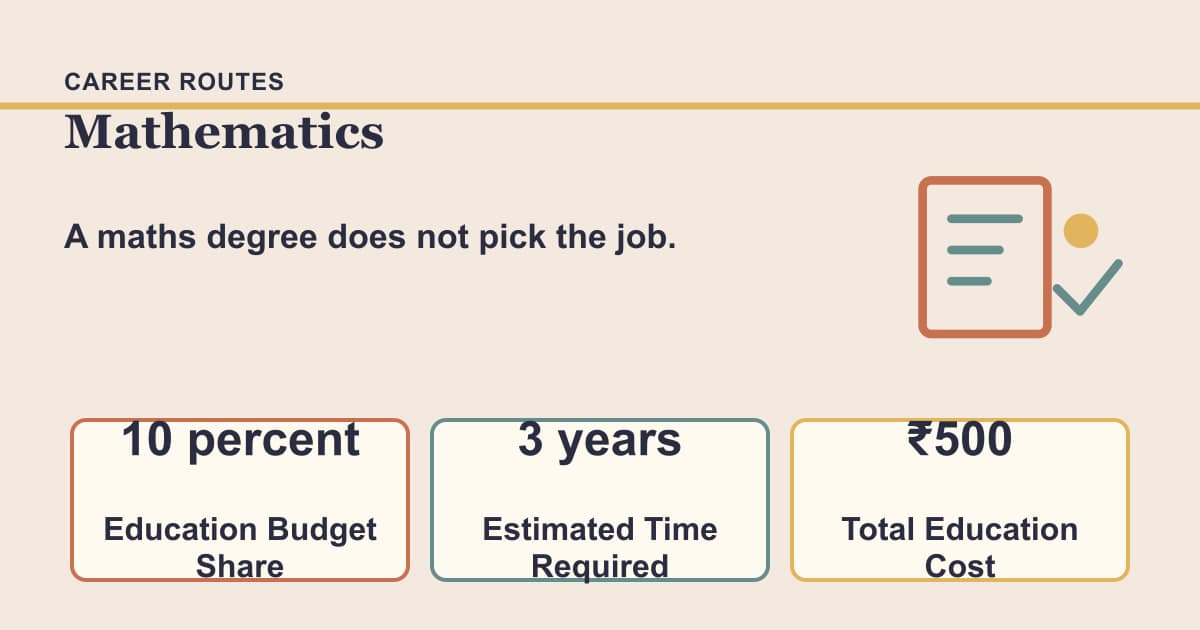 CAREER ROUTES
Mathematics
A maths degree does not pick the job.
10 percent
Education Budget
Share
3 years
Estimated Time
Required
₹500
Total Education
Cost